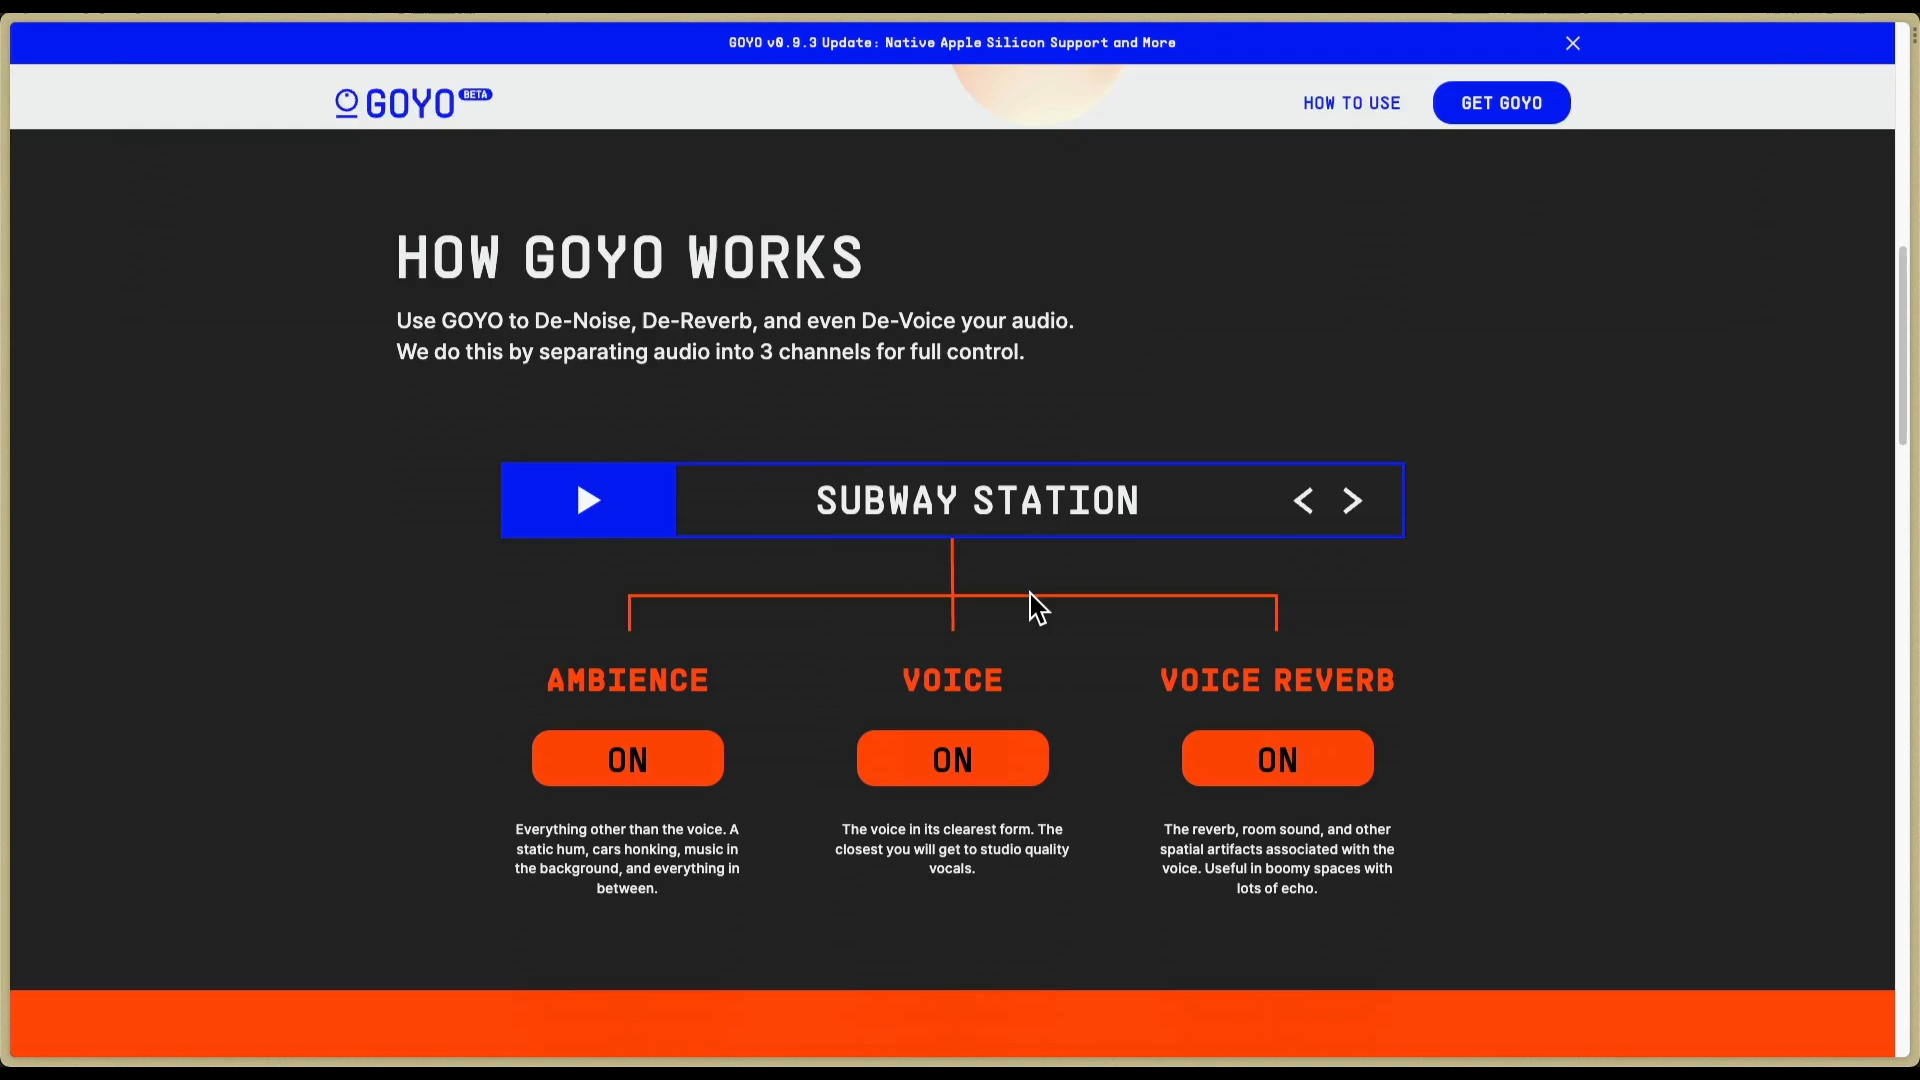 GOYO v0.9.3 Update: Native Apple Silicon Support and More
GOYO BETA
HOW TO USE
GET GOYO
HOW GOYO WORKS
Use GOYO to De-Noise, De-Reverb, and even De-Voice your audio.
We do this by separating audio into 3 channels for full control.
SUBWAY STATION
AMBIENCE
ON
Everything other than the voice. A
static hum, cars honking, music in
the background, and everything in
between.
VOICE
ON
The voice in its clearest form. The
closest you will get to studio quality
vocals.
VOICE REVERB
ON
The reverb, room sound, and other
spatial artifacts associated with the
voice. Useful in boomy spaces with
lots of echo.